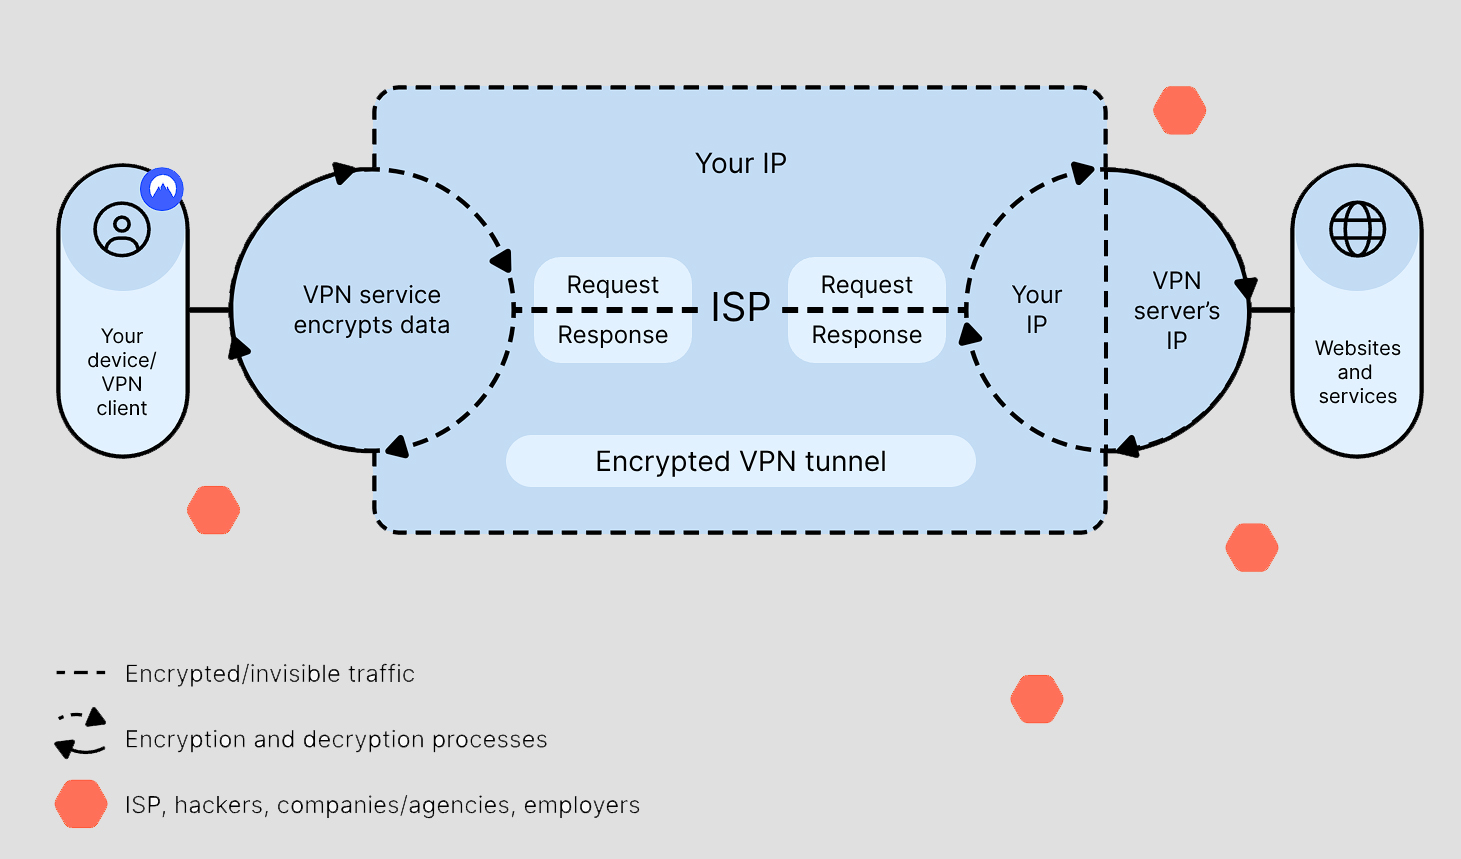 Your IP
Your
device/
VPN
client
VPN service
encrypts data
Request
Response
ISP
Request
Response
Your
IP
VPN
server’s
IP
Websites
and
services
Encrypted VPN tunnel
Encrypted/invisible traffic
Encryption and decryption processes
ISP, hackers, companies/agencies, employers